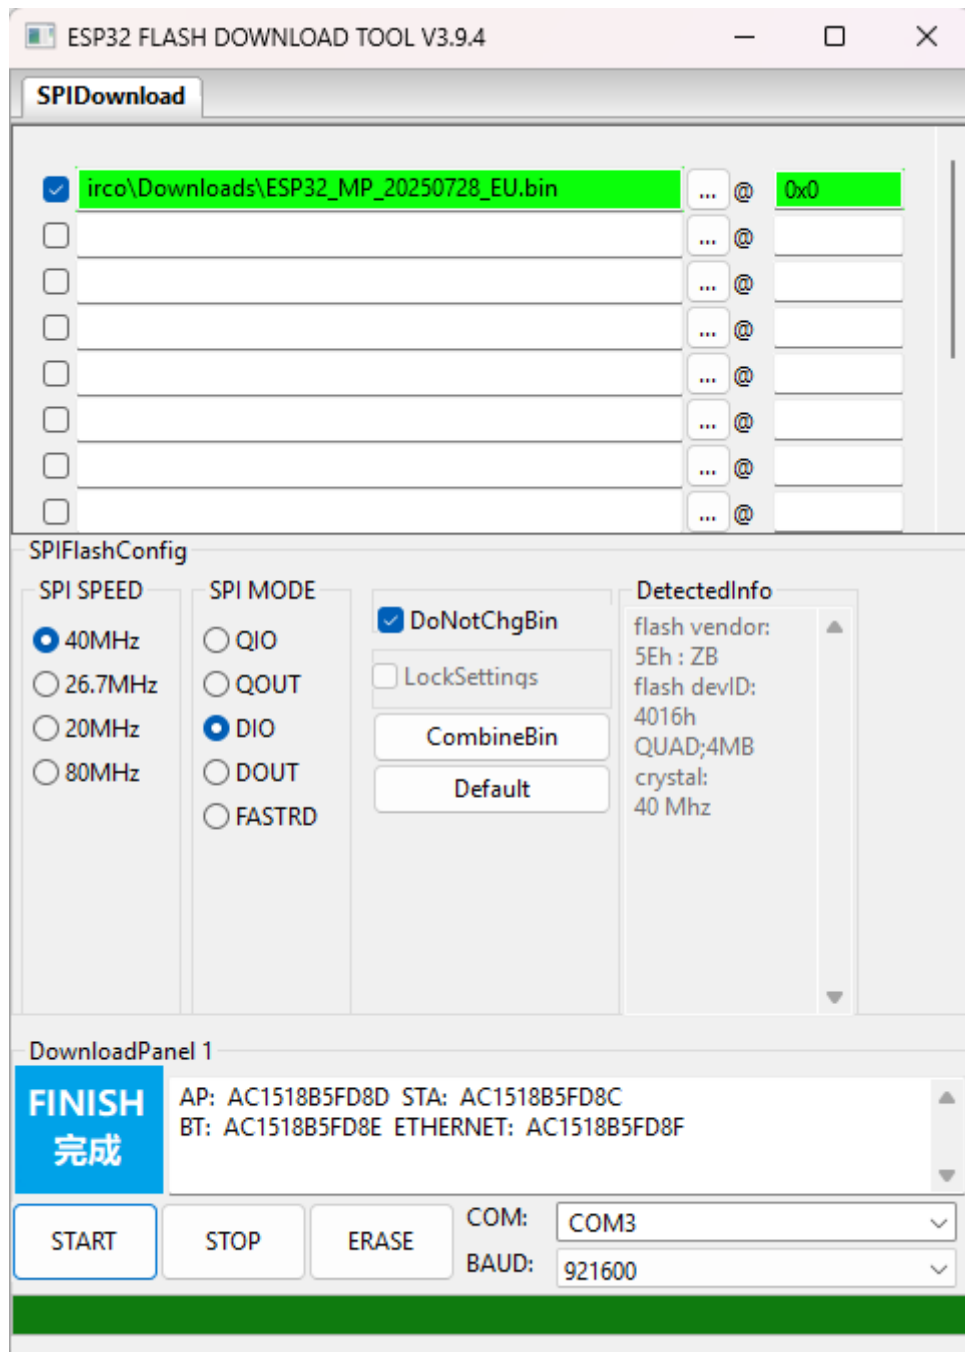 ESP32 FLASH DOWNLOAD TOOL V3.9.4
SPIDownload
irco\Downloads\ESP32_MP_20250728_EU.bin ... @ 0x0
... @
... @
... @
... @
... @
... @
... @
SPIFlashConfig
SPI SPEED
40MHz
26.7MHz
20MHz
80MHz
SPI MODE
QIO
QOUT
DIO
DOUT
FASTRD
DoNotChgBin
LockSettings
CombineBin
Default
DetectedInfo
flash vendor:
5Eh : ZB
flash devID:
4016h
QUAD;4MB
crystal:
40 Mhz
DownloadPanel 1
FINISH
完成
AP: AC1518B5FD8D STA: AC1518B5FD8C
BT: AC1518B5FD8E ETHERNET: AC1518B5FD8F
START
STOP
ERASE
COM: COM3
BAUD: 921600